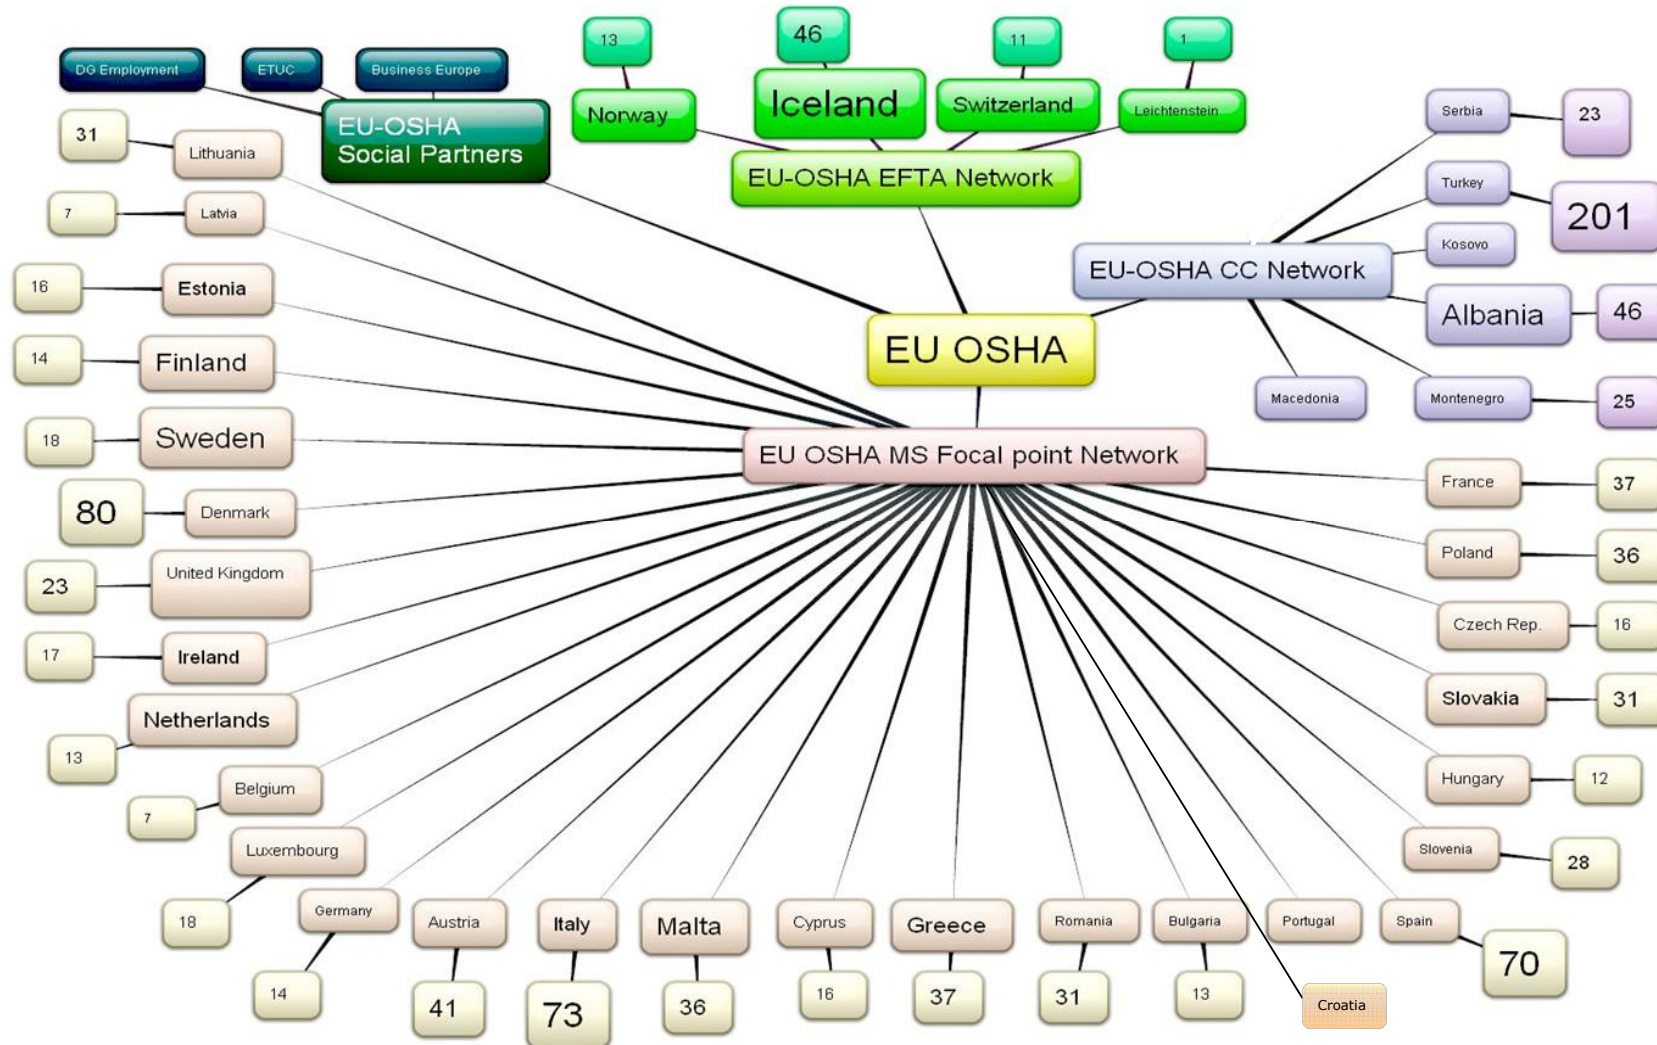 13
46
11
1
DG Employment
ETUC
Business Europe
Norway
Iceland
Switzerland
Leichtenstein
EU-OSHA
Social Partners
EU-OSHA EFTA Network
Serbia
23
Turkey
201
Kosovo
EU-OSHA CC Network
Albania
46
Macedonia
Montenegro
25
EU OSHA
EU OSHA MS Focal point Network
31
Lithuania
7
Latvia
16
Estonia
14
Finland
18
Sweden
80
Denmark
23
United Kingdom
17
Ireland
Netherlands
13
Belgium
7
Luxembourg
18
Germany
14
Austria
41
Italy
73
Malta
36
Cyprus
16
Greece
37
Romania
31
Bulgaria
13
Portugal
Croatia
Spain
70
Slovenia
28
Hungary
12
Slovakia
31
Czech Rep.
16
Poland
36
France
37